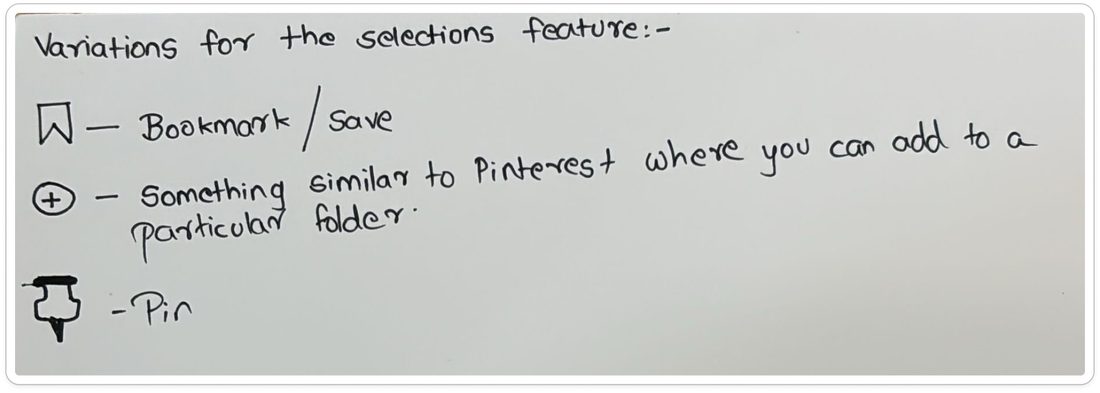 Variations for the selections feature:-
— Bookmark / Save
+ — Something similar to Pinterest where you can add to a
particular folder.
- Pin